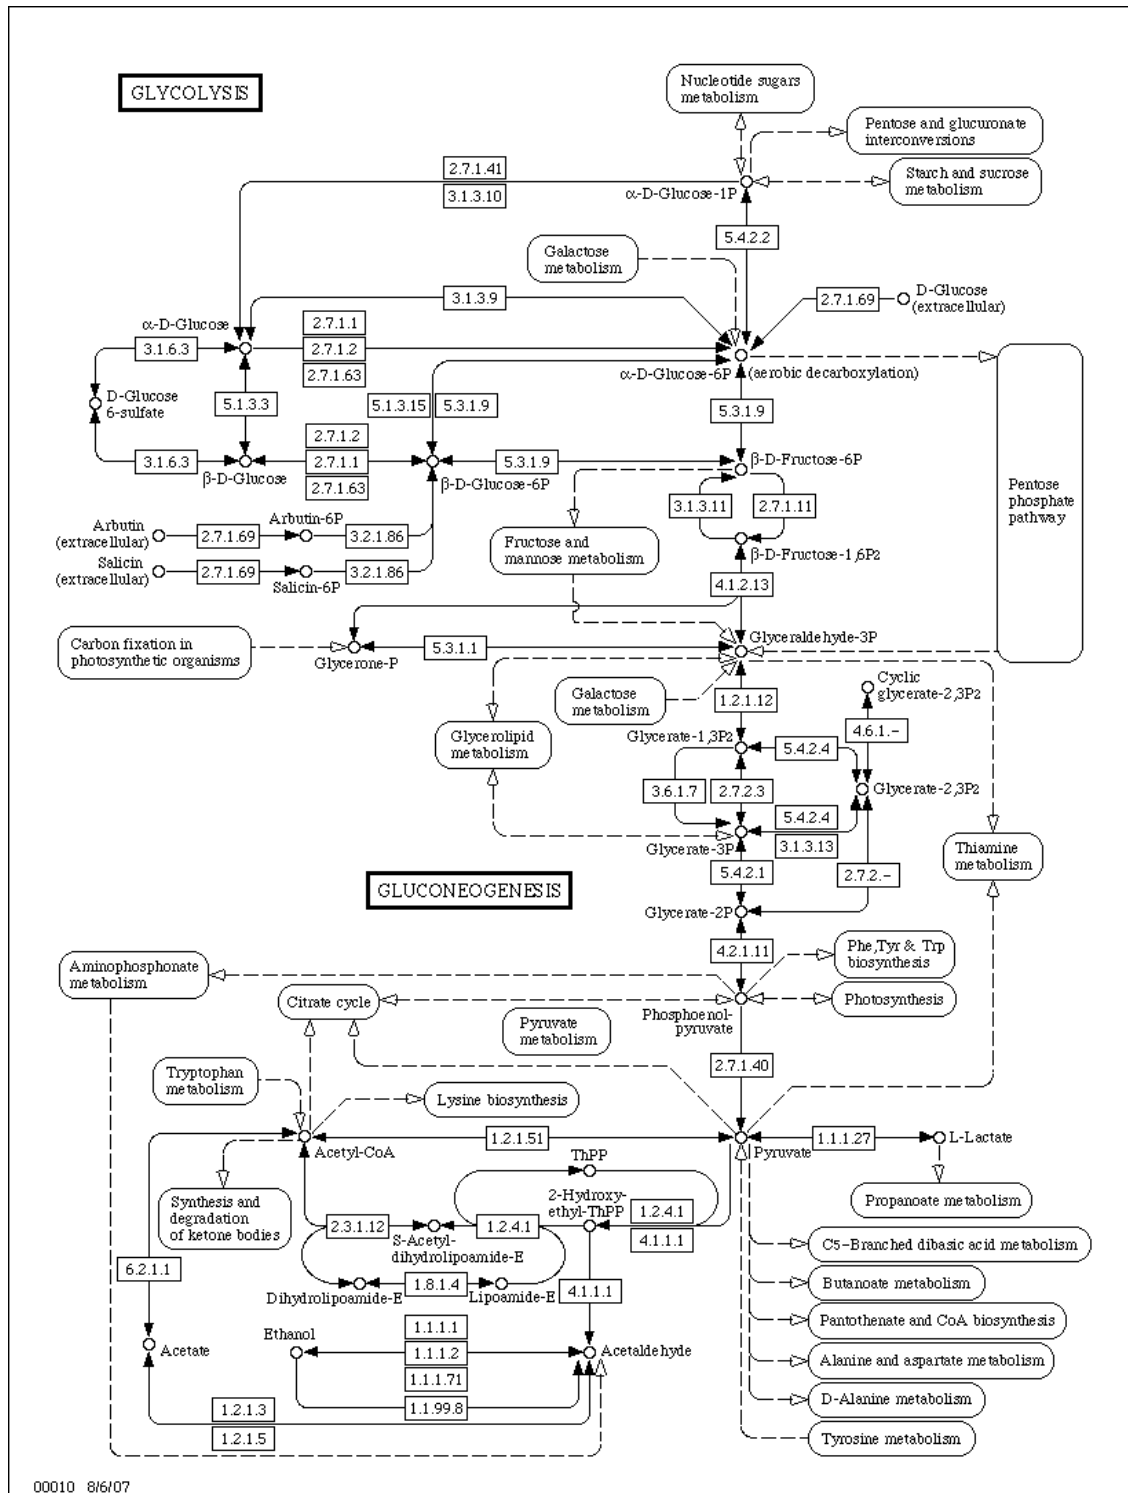 GLYCOLYSIS
Nucleotide sugars
metabolism
Pentose and glucuronate
interconversions
2.7.1.41
3.1.3.10
α-D-Glucose-1P
Starch and sucrose
metabolism
5.4.2.2
Galactose
metabolism
3.1.3.9
2.7.1.69
D-Glucose
(extracellular)
α-D-Glucose
2.7.1.1
2.7.1.2
2.7.1.63
3.1.6.3
α-D-Glucose-6P
(aerobic decarboxylation)
D-Glucose
6-sulfate
5.1.3.3
5.1.3.15
5.3.1.9
5.3.1.9
Pentose
phosphate
pathway
3.1.6.3
β-D-Glucose
2.7.1.2
2.7.1.1
2.7.1.63
β-D-Glucose-6P
5.3.1.9
β-D-Fructose-6P
3.1.3.11
2.7.1.11
Arbutin
(extracellular)
2.7.1.69
Arbutin-6P
3.2.1.86
Salicin
(extracellular)
2.7.1.69
Salicin-6P
3.2.1.86
Fructose and
mannose metabolism
β-D-Fructose-1,6P2
4.1.2.13
Carbon fixation in
photosynthetic organisms
Glycerone-P
5.3.1.1
Glyceraldehyde-3P
Galactose
metabolism
1.2.1.12
Cyclic
glycerate-2,3P2
Glycerolipid
metabolism
Glycerate-1,3P2
5.4.2.4
4.6.1.-
3.6.1.7
2.7.2.3
Glycerate-2,3P2
5.4.2.4
3.1.3.13
Glycerate-3P
Thiamine
metabolism
5.4.2.1
2.7.2.-
GLUCONEOGENESIS
Glycerate-2P
4.2.1.11
Phe,Tyr & Trp
biosynthesis
Aminophosphonate
metabolism
Citrate cycle
Photosynthesis
Phosphoenol-
pyruvate
Pyruvate
metabolism
2.7.1.40
Tryptophan
metabolism
Lysine biosynthesis
Acetyl-CoA
1.2.1.51
Pyruvate
1.1.1.27
L-Lactate
ThPP
Synthesis and
degradation
of ketone bodies
2-Hydroxy-
ethyl-ThPP
Propanoate metabolism
2.3.1.12
S-Acetyl-
dihydrolipoamide-E
1.2.4.1
1.2.4.1
4.1.1.1
C5-Branched dibasic acid metabolism
6.2.1.1
Dihydrolipoamide-E
1.8.1.4
Lipoamide-E
4.1.1.1
Butanoate metabolism
Pantothenate and CoA biosynthesis
Acetate
Ethanol
1.1.1.1
1.1.1.2
1.1.1.71
1.1.99.8
Acetaldehyde
Alanine and aspartate metabolism
D-Alanine metabolism
1.2.1.3
1.2.1.5
Tyrosine metabolism
00010 8/6/07